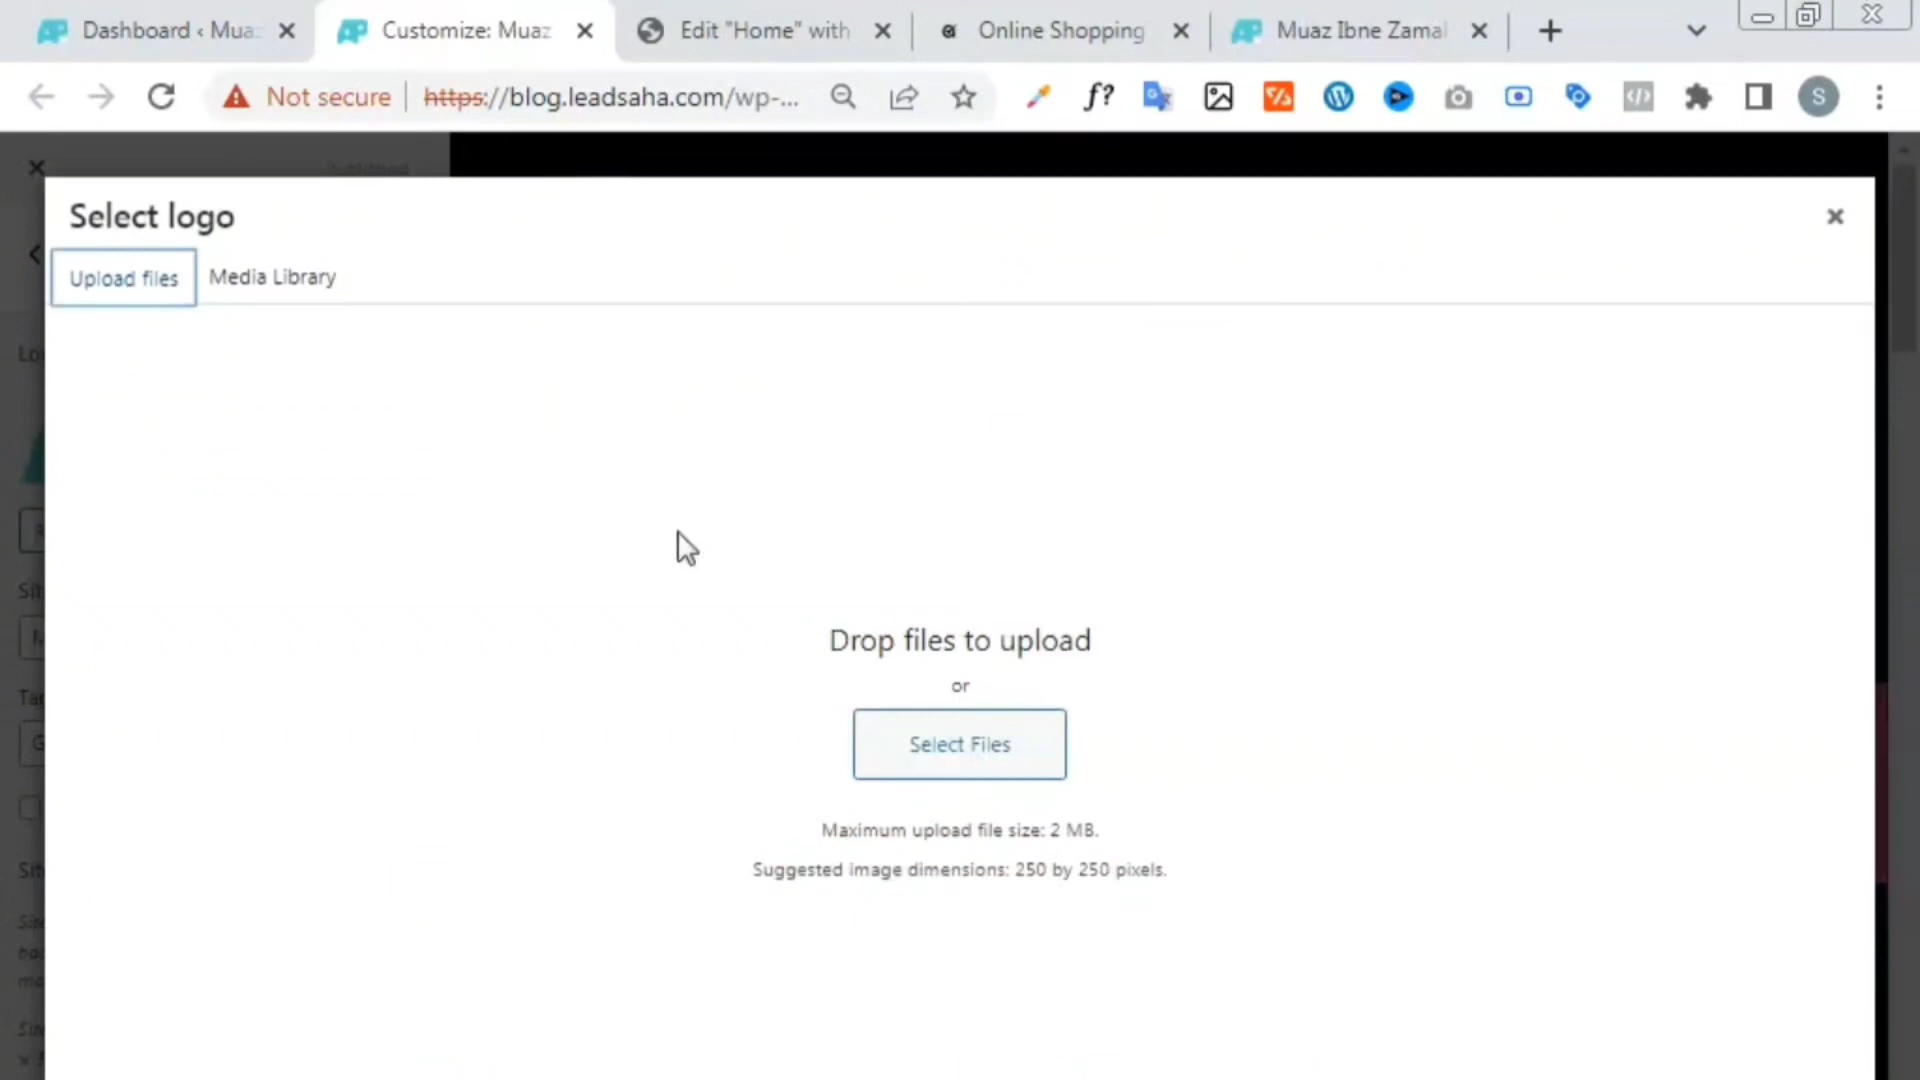 Dashboard ‹ Mua
Customize: Muaz
Edit "Home" with
Online Shopping
Muaz Ibne Zamal
Not secure
https://blog.leadsaha.com/wp-...
f?
S
Select logo
Upload files
Media Library
Drop files to upload
or
Select Files
Maximum upload file size: 2 MB.
Suggested image dimensions: 250 by 250 pixels.